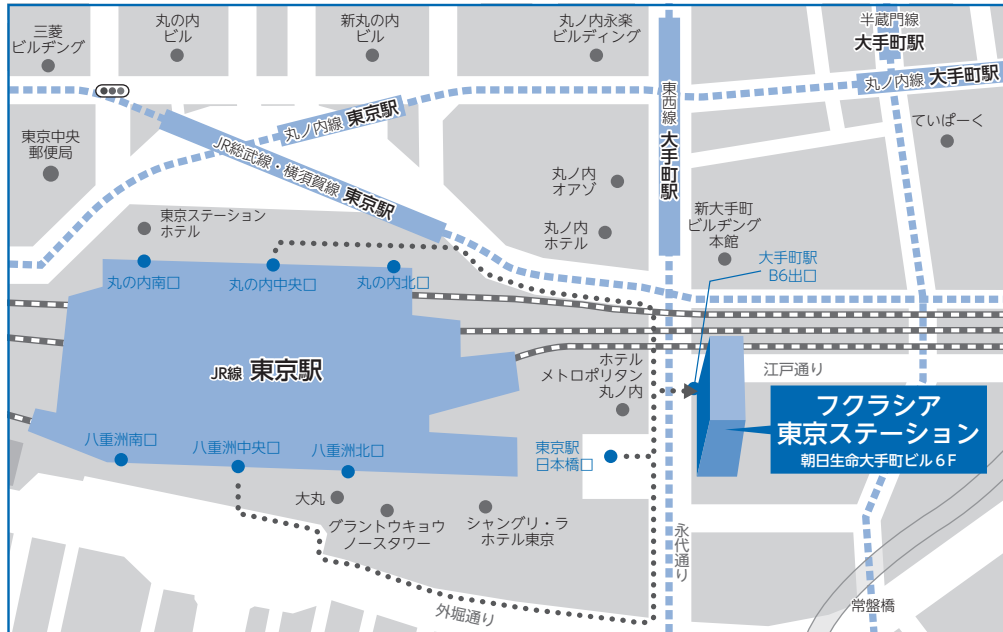 三菱
ビルヂング
丸の内
ビル
新丸の内
ビル
丸ノ内永楽
ビルディング
半蔵門線
大手町駅
丸ノ内線 大手町駅
東西線 大手町駅
東京中央
郵便局
丸ノ内線 東京駅
JR総武線・横須賀線 東京駅
ていぱーく
丸ノ内
オアゾ
丸ノ内
ホテル
新大手町
ビルヂング
本館
東京ステーション
ホテル
大手町駅
B6出口
丸の内南口
丸の内中央口
丸の内北口
JR線 東京駅
ホテル
メトロポリタン
丸ノ内
江戸通り
フクラシア
東京ステーション
朝日生命大手町ビル6F
八重洲南口
八重洲中央口
八重洲北口
東京駅
日本橋口
大丸
グラントウキョウ
ノースタワー
シャングリ・ラ
ホテル東京
永代通り
外堀通り
常盤橋